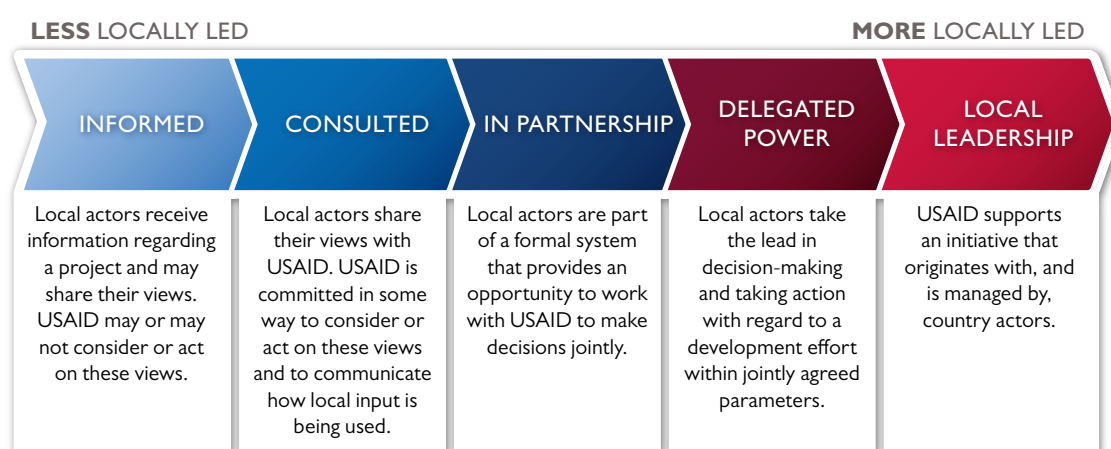 LESS LOCALLY LED
MORE LOCALLY LED
INFORMED
CONSULTED
IN PARTNERSHIP
DELEGATED
POWER
LOCAL
LEADERSHIP
Local actors receive
information regarding
a project and may
share their views.
USAID may or may
not consider or act
on these views.
Local actors share
their views with
USAID. USAID is
committed in some
way to consider or
act on these views
and to communicate
how local input is
being used.
Local actors are part
of a formal system
that provides an
opportunity to work
with USAID to make
decisions jointly.
Local actors take
the lead in
decision-making
and taking action
with regard to a
development effort
within jointly agreed
parameters.
USAID supports
an initiative that
originates with, and
is managed by,
country actors.